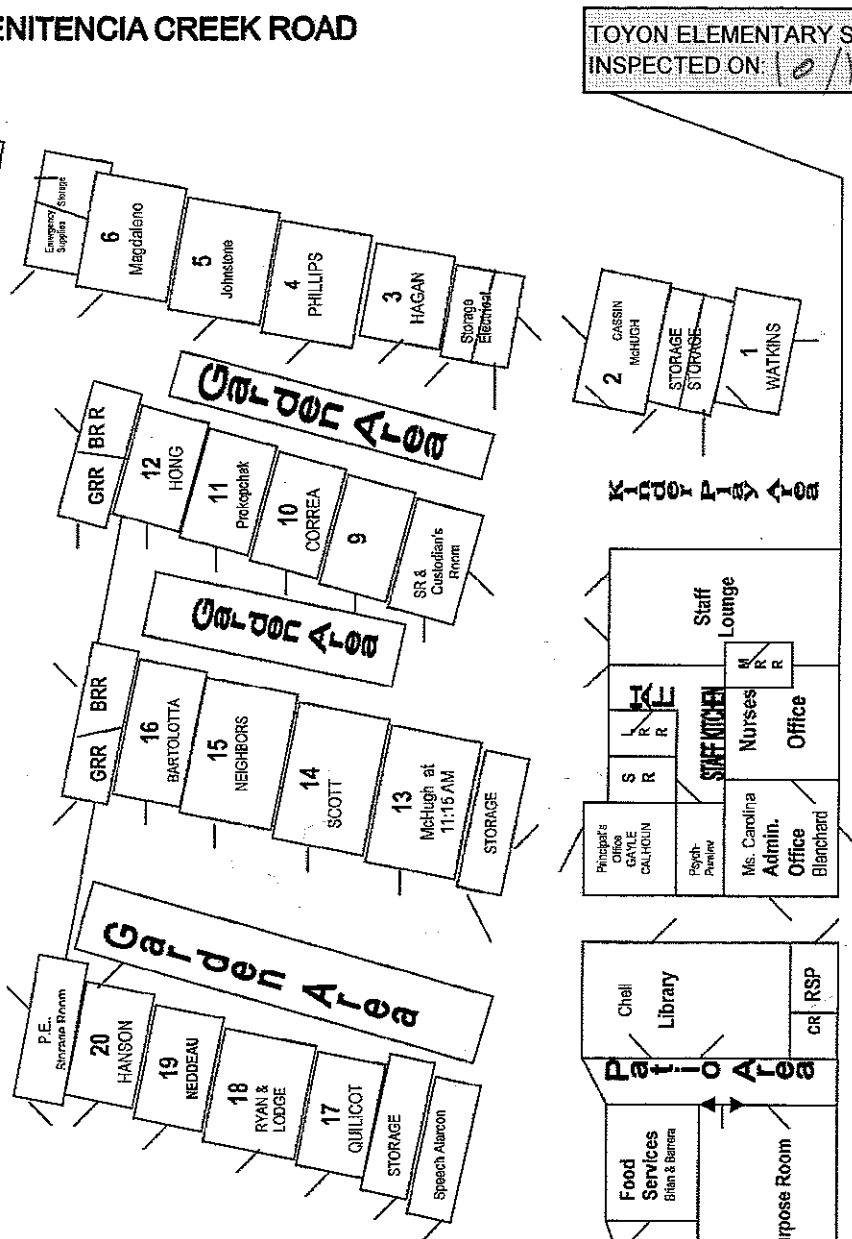 ENITENCIA CREEK ROAD
TOYON ELEMENTARY S
INSPECTED ON: 10/1
Emergency
Supplies
Storage
6
Magdaleno
5
Johnstone
4
PHILLIPS
3
HAGAN
Storage
Electrical
2
CASSIN
McHUGH
STORAGE
STORAGE
1
WATKINS
Garden Area
GRR
BR R
12
HONG
11
Prokopchak
10
CORREA
9
SR &
Custodian's
Room
Kinder Play Area
Garden Area
GRR
BRR
16
BARTOLOTTA
15
NEIGHBORS
14
SCOTT
13
McHugh at
11:15 AM
STORAGE
Staff
Lounge
L
R
R
S
R
STAFF KITCHEN
M
R
R
Nurses
Office
Principal's
Office
GAYLE
CALHOUN
Psych-
Ms. Carolina
Admin.
Office
Blanchard
Garden Area
P.E.
Storage Room
20
HANSON
19
NEDDEAU
18
RYAN &
LODGE
17
QUILICOT
STORAGE
Speech Alarcon
Chell
Library
CR
RSP
Patio Area
Food
Services
Brian & Barrera
rpose Room